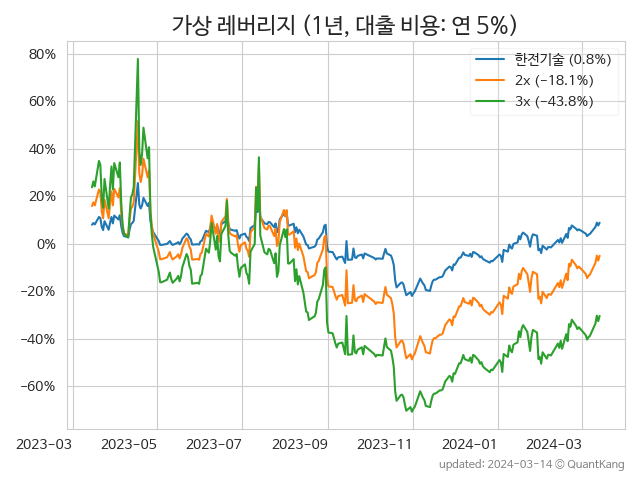 가상 레버리지 (1년, 대출 비용: 연 5%)
한전기술 (0.8%)
2x (−18.1%)
3x (−43.8%)
80%
60%
40%
20%
0%
−20%
−40%
−60%
2023-03 2023-05 2023-07 2023-09 2023-11 2024-01 2024-03
updated: 2024-03-14 © QuantKang